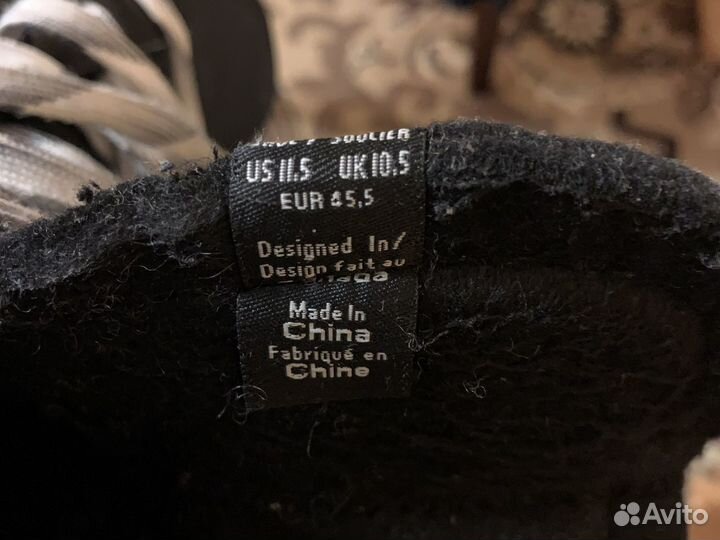 SOULIER
US 11.5 UK 10.5
EUR 45,5
Designed In/
Design fait au
Made In
China
Fabriqué en
Chine
Avito